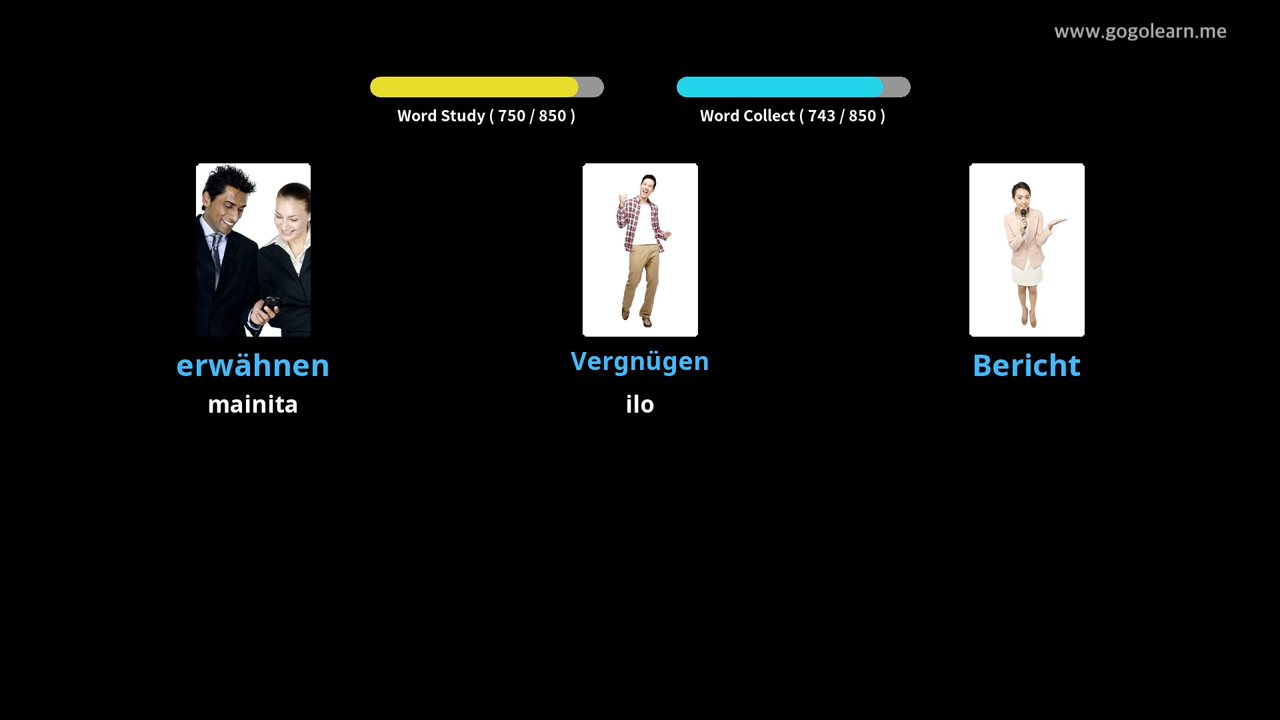 www.gogolearn.me
Word Study ( 750 / 850 )
Word Collect ( 743 / 850 )
erwähnen
mainita
Vergnügen
ilo
Bericht